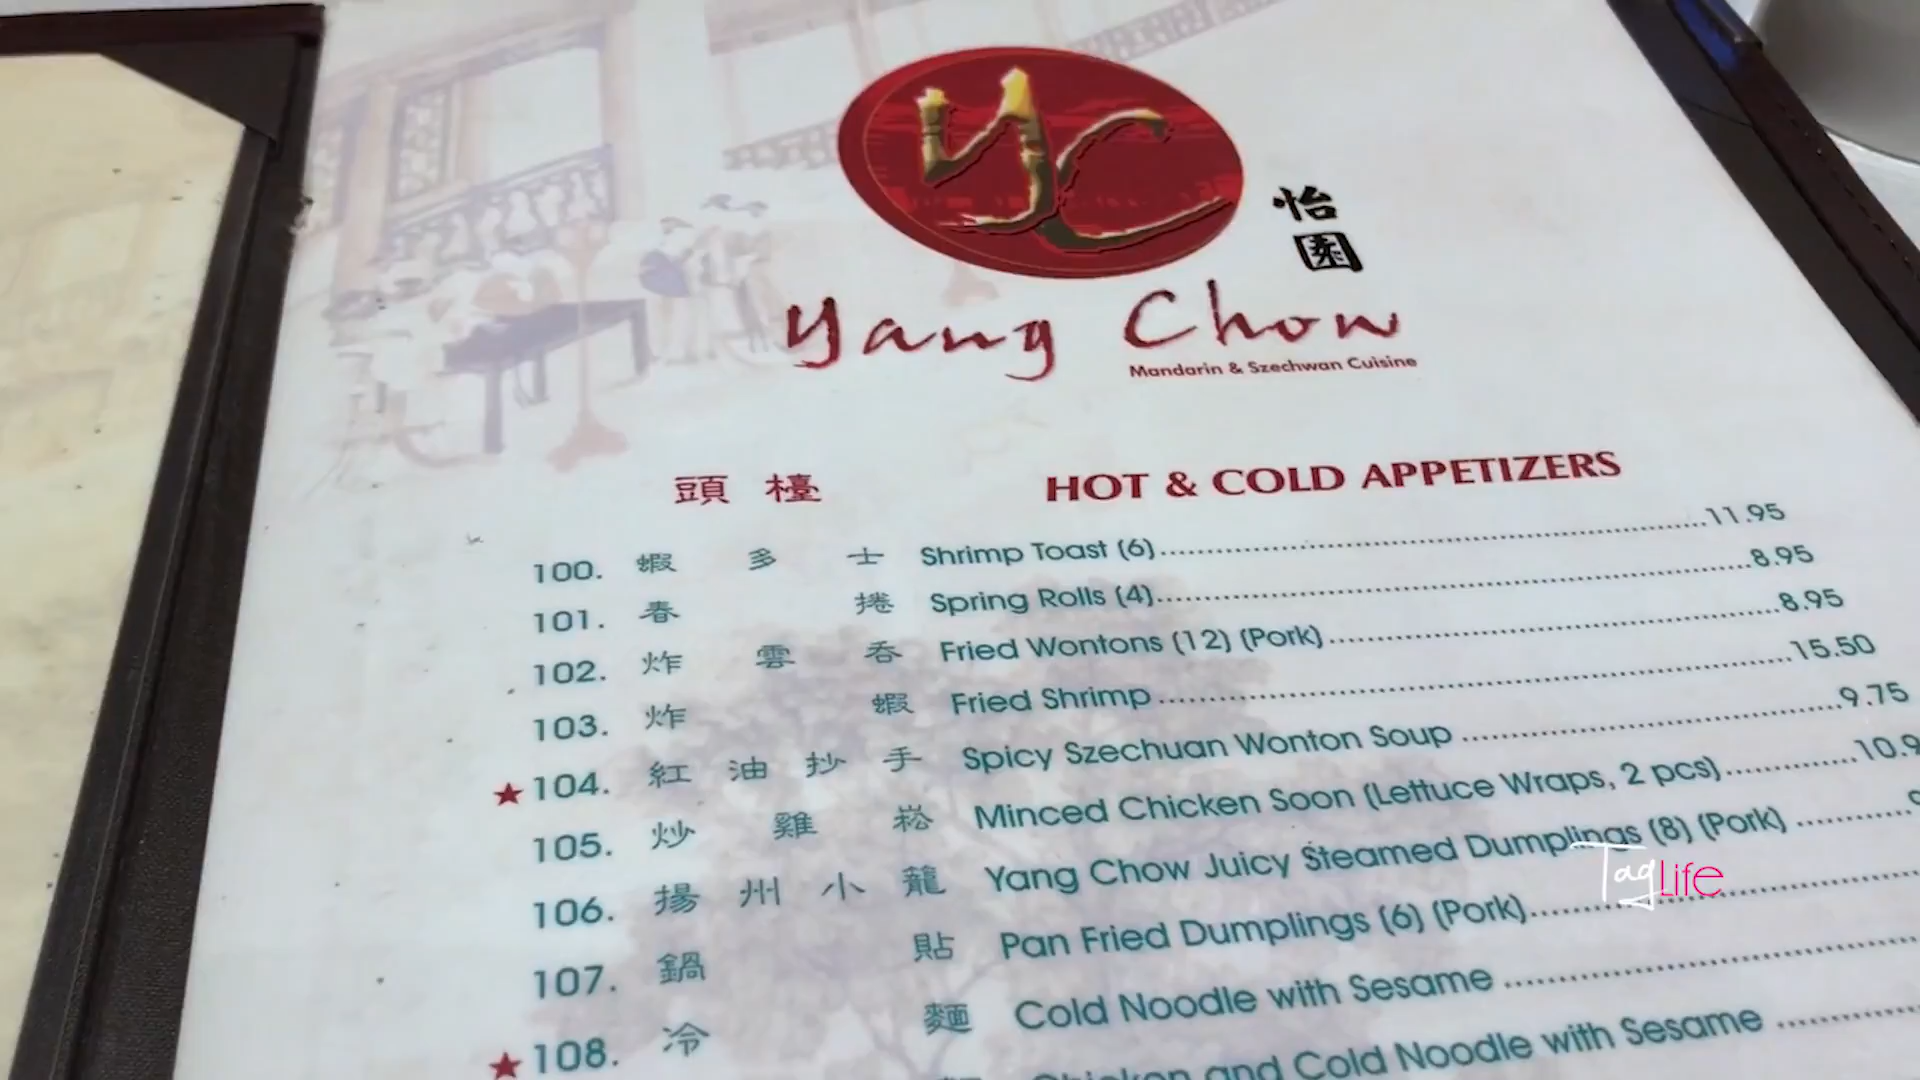 YC
怡園
Yang Chow
Mandarin & Szechwan Cuisine
頭檯 HOT & COLD APPETIZERS
100. 蝦多士 Shrimp Toast (6) 11.95
101. 春捲 Spring Rolls (4) 8.95
102. 炸雲吞 Fried Wontons (12) (Pork) 8.95
103. 炸蝦 Fried Shrimp 15.50
★104. 紅油抄手 Spicy Szechuan Wonton Soup 9.75
105. 炒雞崧 Minced Chicken Soon (Lettuce Wraps, 2 pcs) 10.9
106. 揚州小籠 Yang Chow Juicy Steamed Dumplings (8) (Pork)
107. 鍋貼 Pan Fried Dumplings (6) (Pork)
★108. 冷麵 Cold Noodle with Sesame
Chicken and Cold Noodle with Sesame
TagLife